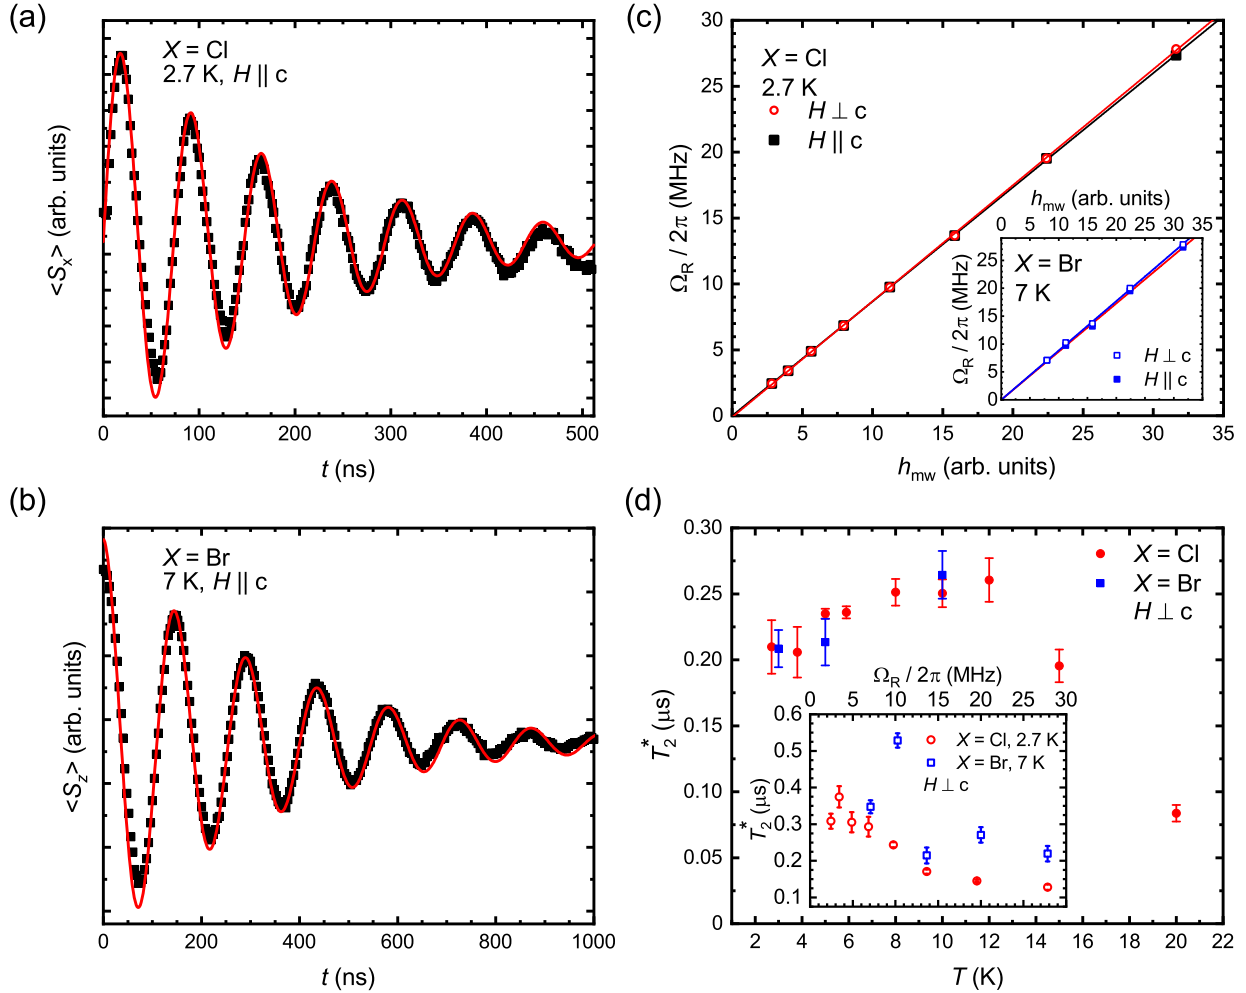 (a)
X = Cl
2.7 K, H || c
<Sₓ> (arb. units)
0 100 200 300 400 500
t (ns)
(b)
X = Br
7 K, H || c
<S_z> (arb. units)
0 200 400 600 800 1000
t (ns)
(c)
30
25
20
15
10
5
0
Ω_R / 2π (MHz)
X = Cl
2.7 K
H ⊥ c
H || c
0 5 10 15 20 25 30 35
h_mw (arb. units)
h_mw (arb. units)
0 5 10 15 20 25 30 35
25
20
15
10
5
0
Ω_R / 2π (MHz)
X = Br
7 K
H ⊥ c
H || c
(d)
0.30
0.25
0.20
0.15
0.10
0.05
0
T₂* (μs)
X = Cl
X = Br
H ⊥ c
2 4 6 8 10 12 14 16 18 20 22
T (K)
Ω_R / 2π (MHz)
0 5 10 15 20 25 30
0.6
0.5
0.4
0.3
0.2
0.1
T₂* (μs)
X = Cl, 2.7 K
X = Br, 7 K
H ⊥ c